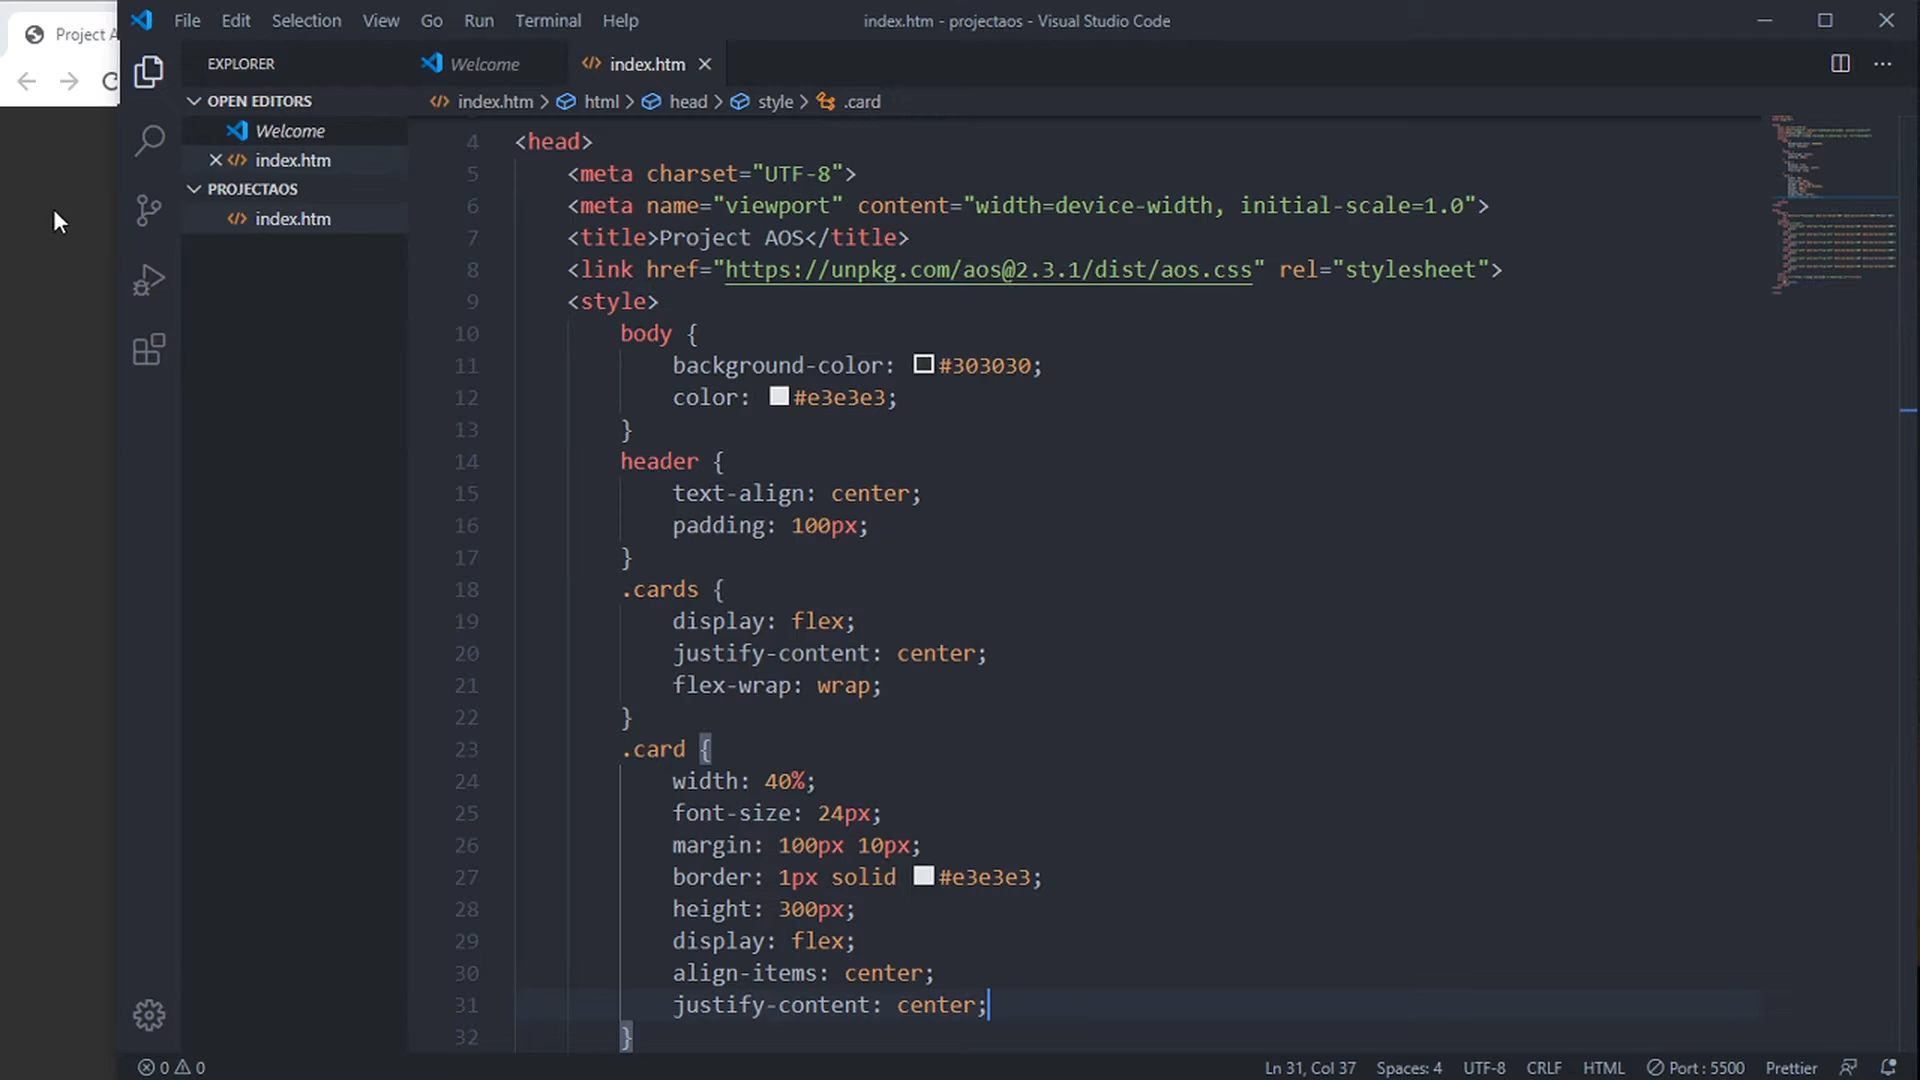 Project A
File Edit Selection View Go Run Terminal Help
index.htm - projectaos - Visual Studio Code
EXPLORER
OPEN EDITORS
Welcome
index.htm
PROJECTAOS
index.htm
Welcome
index.htm
index.htm > html > head > style > .card
4 <head>
5 <meta charset="UTF-8">
6 <meta name="viewport" content="width=device-width, initial-scale=1.0">
7 <title>Project AOS</title>
8 <link href="https://unpkg.com/aos@2.3.1/dist/aos.css" rel="stylesheet">
9 <style>
10 body {
11 background-color: #303030;
12 color: #e3e3e3;
13 }
14 header {
15 text-align: center;
16 padding: 100px;
17 }
18 .cards {
19 display: flex;
20 justify-content: center;
21 flex-wrap: wrap;
22 }
23 .card {
24 width: 40%;
25 font-size: 24px;
26 margin: 100px 10px;
27 border: 1px solid #e3e3e3;
28 height: 300px;
29 display: flex;
30 align-items: center;
31 justify-content: center;
32 }
0 0
Ln 31, Col 37 Spaces: 4 UTF-8 CRLF HTML Port : 5500 Prettier